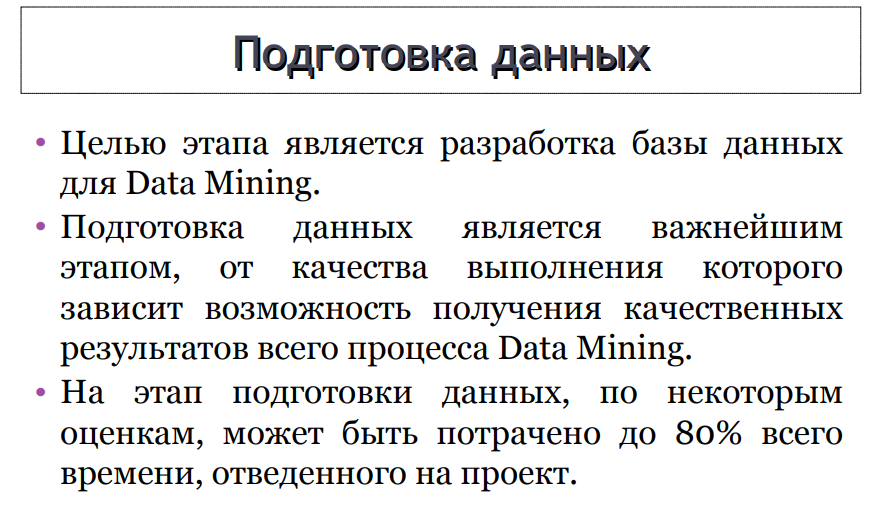 Подготовка данных
• Целью этапа является разработка базы данных
для Data Mining.
• Подготовка данных является важнейшим
этапом, от качества выполнения которого
зависит возможность получения качественных
результатов всего процесса Data Mining.
• На этап подготовки данных, по некоторым
оценкам, может быть потрачено до 80% всего
времени, отведенного на проект.